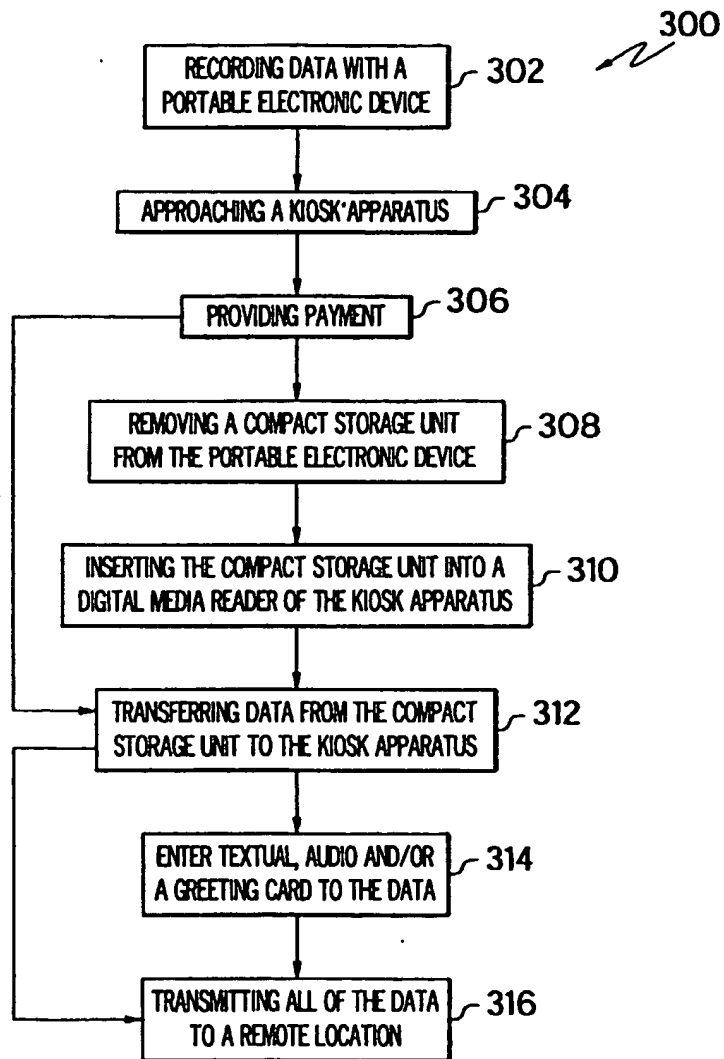 300
RECORDING DATA WITH A
PORTABLE ELECTRONIC DEVICE
302
APPROACHING A KIOSK APPARATUS
304
PROVIDING PAYMENT
306
REMOVING A COMPACT STORAGE UNIT
FROM THE PORTABLE ELECTRONIC DEVICE
308
INSERTING THE COMPACT STORAGE UNIT INTO A
DIGITAL MEDIA READER OF THE KIOSK APPARATUS
310
TRANSFERRING DATA FROM THE COMPACT
STORAGE UNIT TO THE KIOSK APPARATUS
312
ENTER TEXTUAL, AUDIO AND/OR
A GREETING CARD TO THE DATA
314
TRANSMITTING ALL OF THE DATA
TO A REMOTE LOCATION
316